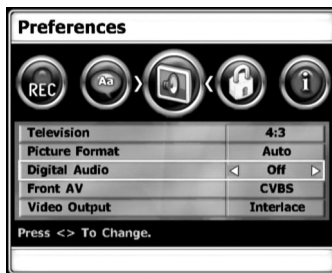 Preferences
REC Aa i
Television 4:3
Picture Format Auto
Digital Audio Off
Front AV CVBS
Video Output Interlace
Press <> To Change.